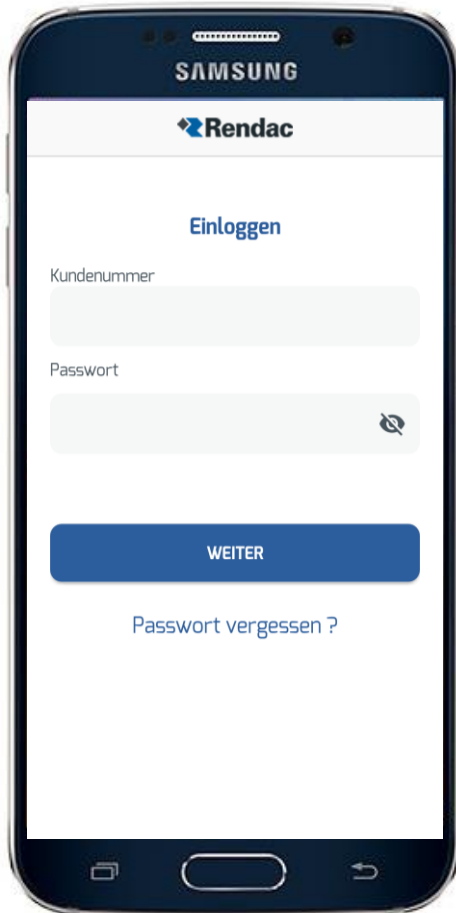 SAMSUNG
Rendac
Einloggen
Kundenummer
Passwort
WEITER
Passwort vergessen ?